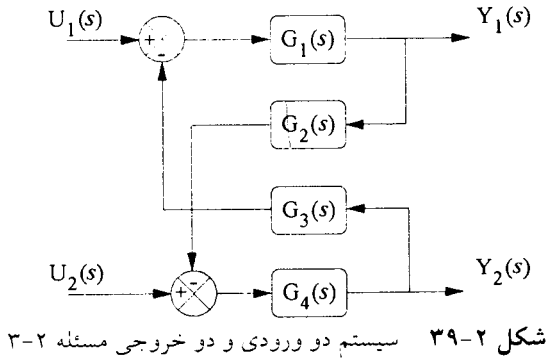 U₁(s)
+
-
G₁(s)
Y₁(s)
G₂(s)
G₃(s)
U₂(s)
+
-
G₄(s)
Y₂(s)
شکل ۲-۳۹ سیستم دو ورودی و دو خروجی مسئله ۲-۳